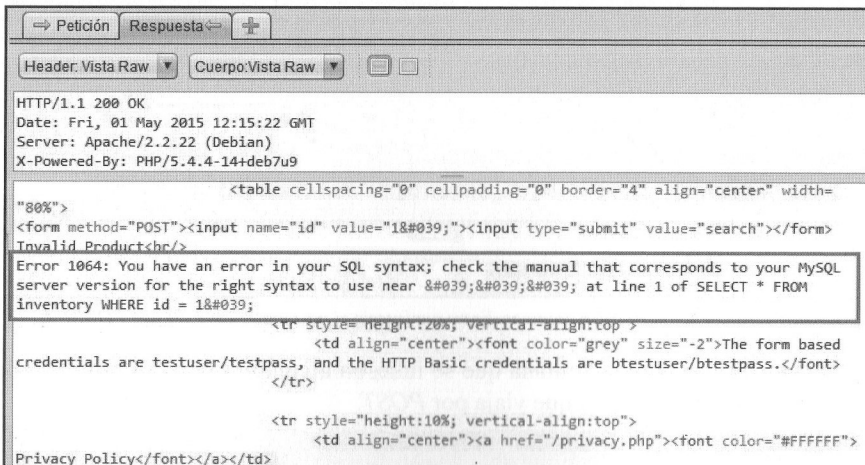 Petición Respuesta
Header: Vista Raw Cuerpo:Vista Raw
HTTP/1.1 200 OK
Date: Fri, 01 May 2015 12:15:22 GMT
Server: Apache/2.2.22 (Debian)
X-Powered-By: PHP/5.4.4-14+deb7u9
<table cellspacing="0" cellpadding="0" border="4" align="center" width=
"80%">
<form method="POST"><input name="id" value="1&#039;"><input type="submit" value="search"></form>
Invalid Product<br/>
Error 1064: You have an error in your SQL syntax; check the manual that corresponds to your MySQL
server version for the right syntax to use near &#039;&#039;&#039; at line 1 of SELECT * FROM
inventory WHERE id = 1&#039;
<tr style="height:20%; vertical-align:top">
<td align="center"><font color="grey" size="-2">The form based
credentials are testuser/testpass, and the HTTP Basic credentials are btestuser/btestpass.</font>
</tr>
<tr style="height:10%; vertical-align:top">
<td align="center"><a href="/privacy.php"><font color="#FFFFFF">
Privacy Policy</font></a></td>